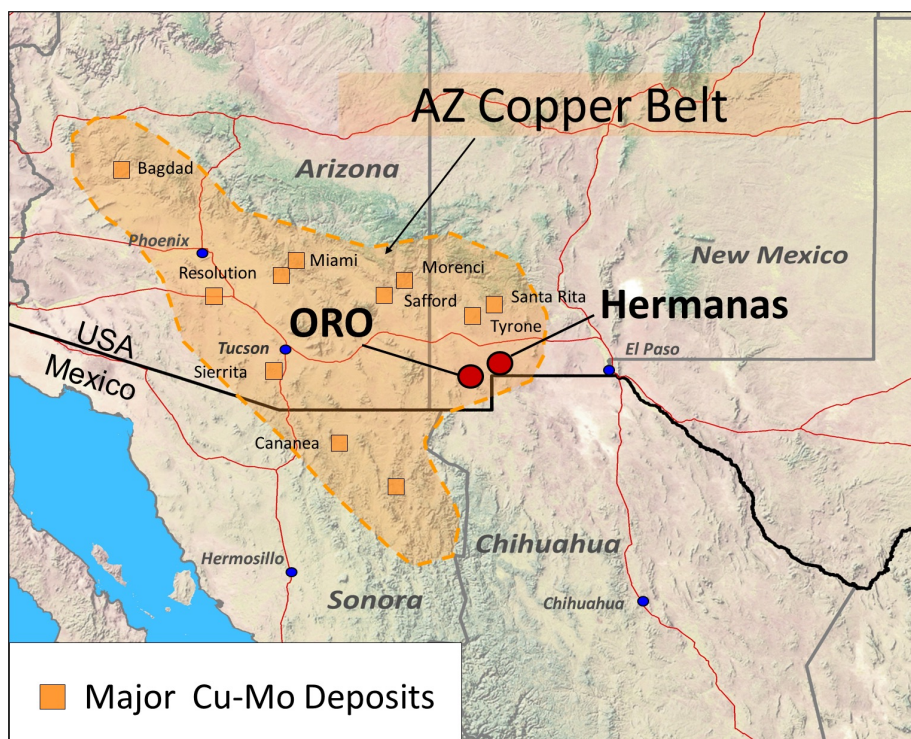 AZ Copper Belt
Bagdad
Arizona
Phoenix
New Mexico
Miami
Morenci
Resolution
Safford
Santa Rita
Hermanas
ORO
Tyrone
USA
Tucson
El Paso
Mexico
Sierrita
Cananea
Chihuahua
Hermosillo
Sonora
Chihuahua
Major Cu-Mo Deposits